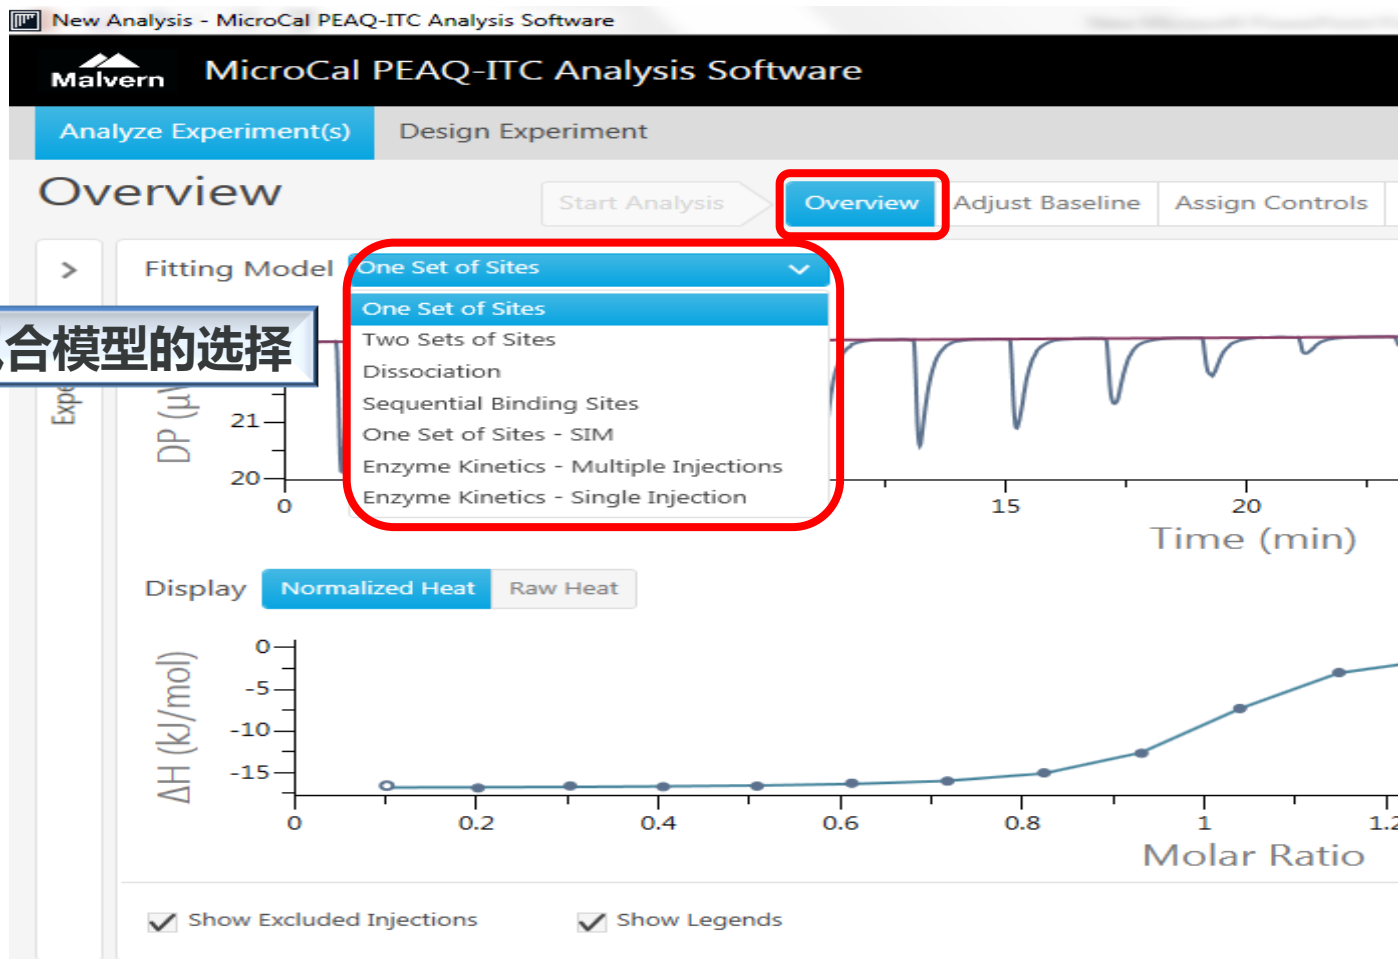 New Analysis - MicroCal PEAQ-ITC Analysis Software
Malvern
MicroCal PEAQ-ITC Analysis Software
Analyze Experiment(s)
Design Experiment
Overview
Start Analysis
Overview
Adjust Baseline
Assign Controls
>
Fitting Model
One Set of Sites
One Set of Sites
Two Sets of Sites
Dissociation
Sequential Binding Sites
One Set of Sites - SIM
Enzyme Kinetics - Multiple Injections
Enzyme Kinetics - Single Injection
合模型的选择
Expe
DP (μ
21
20
0
15
20
Time (min)
Display
Normalized Heat
Raw Heat
ΔH (kJ/mol)
0
-5
-10
-15
0
0.2
0.4
0.6
0.8
1
1.2
Molar Ratio
Show Excluded Injections
Show Legends